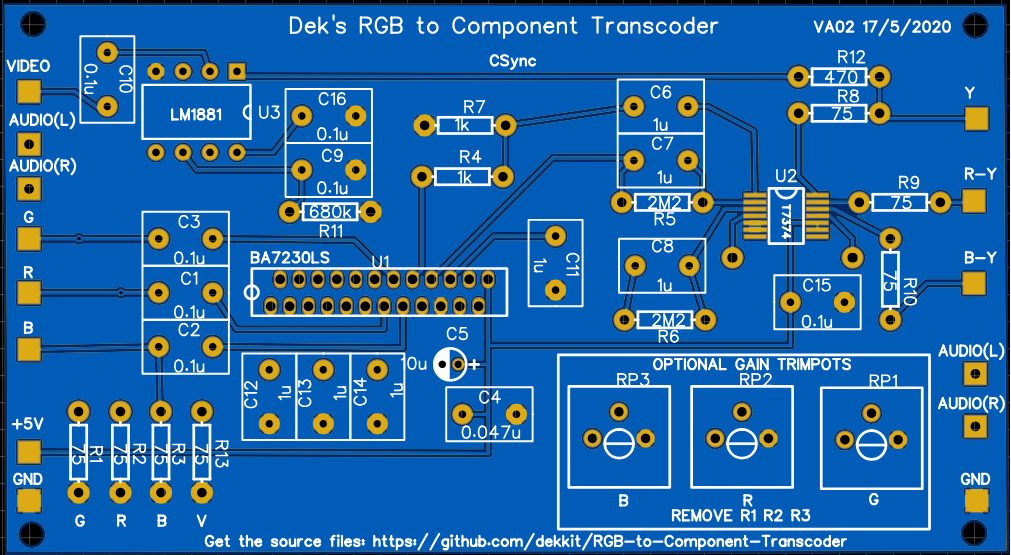 Dek's RGB to Component Transcoder
VA02 17/5/2020
CSync
VIDEO
0.1u
C10
LM1881
U3
AUDIO(L)
AUDIO(R)
C16
0.1u
C9
0.1u
680k
R11
R7
1k
R4
1k
C6
1u
C7
1u
2M2
R5
R12
470
R8
75
Y
U2
T7374
R9
75
R-Y
G
C3
0.1u
R
C1
0.1u
B
C2
0.1u
BA7230LS
U1
1u
C11
C8
1u
2M2
R6
C15
0.1u
75
R10
B-Y
C5
10u
+
C12
1u
C13
1u
C14
1u
C4
0.047u
OPTIONAL GAIN TRIMPOTS
RP3
RP2
RP1
B
R
G
REMOVE R1 R2 R3
AUDIO(L)
AUDIO(R)
GND
+5V
GND
75
R1
75
R2
75
R3
75
R13
G
R
B
V
Get the source files: https://github.com/dekkit/RGB-to-Component-Transcoder